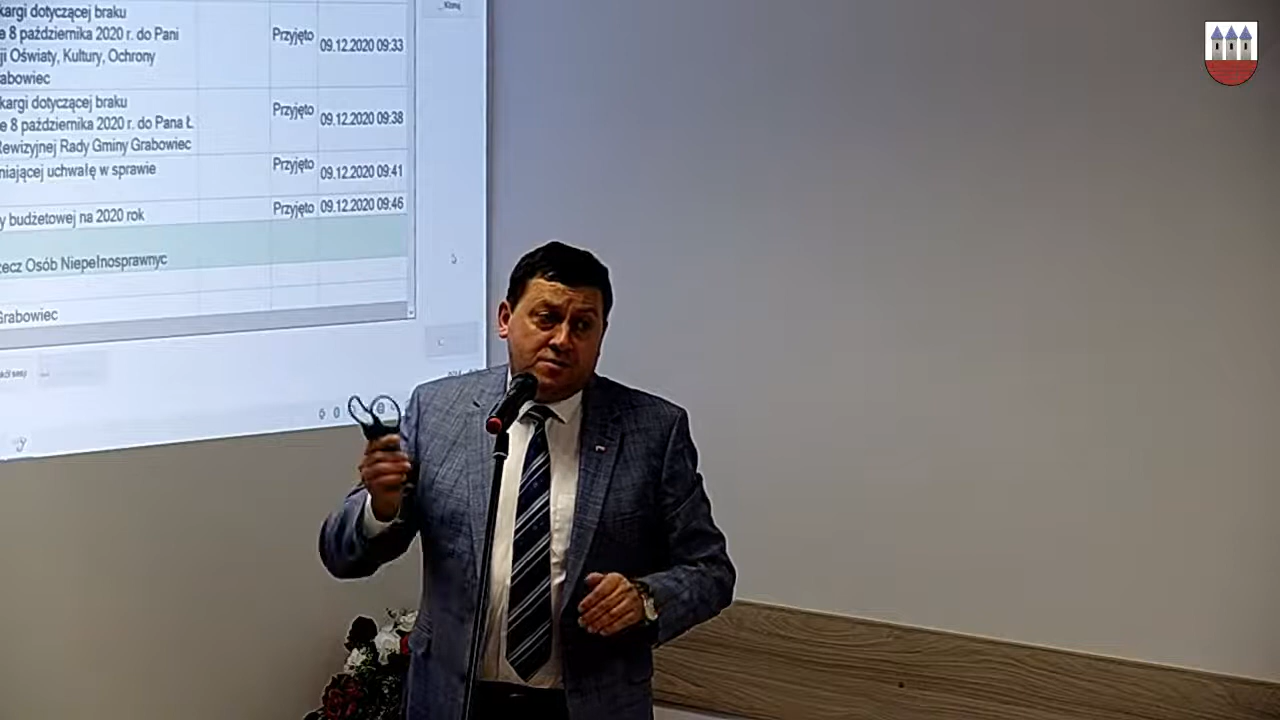 kargi dotyczącej braku
e 8 października 2020 r. do Pani
ji Oświaty, Kultury, Ochrony
abowiec
Przyjęto 09.12.2020 09:33
kargi dotyczącej braku
e 8 października 2020 r. do Pana Ł
Rewizyjnej Rady Gminy Grabowiec
Przyjęto 09.12.2020 09:38
niającej uchwałę w sprawie
Przyjęto 09.12.2020 09:41
y budżetowej na 2020 rok
Przyjęto 09.12.2020 09:46
zecz Osób Niepełnosprawnyc
Grabowiec